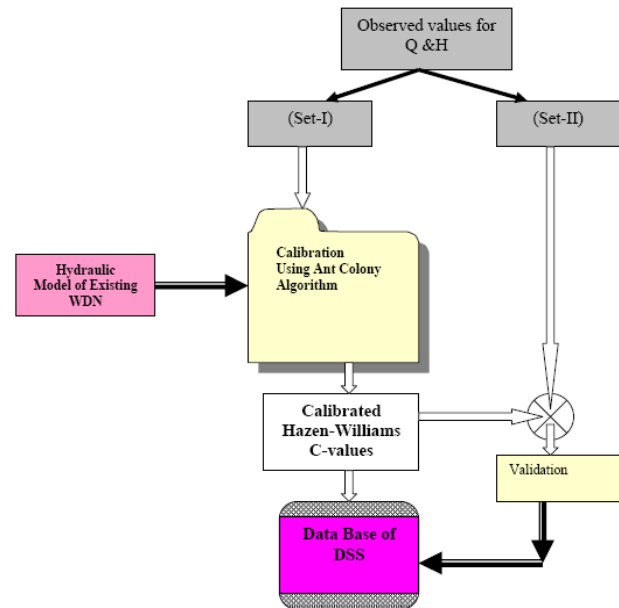 Observed values for
Q &H
(Set-I)
(Set-II)
Calibration
Using Ant Colony
Algorithm
Hydraulic
Model of Existing
WDN
Calibrated
Hazen-Williams
C-values
Validation
Data Base of
DSS